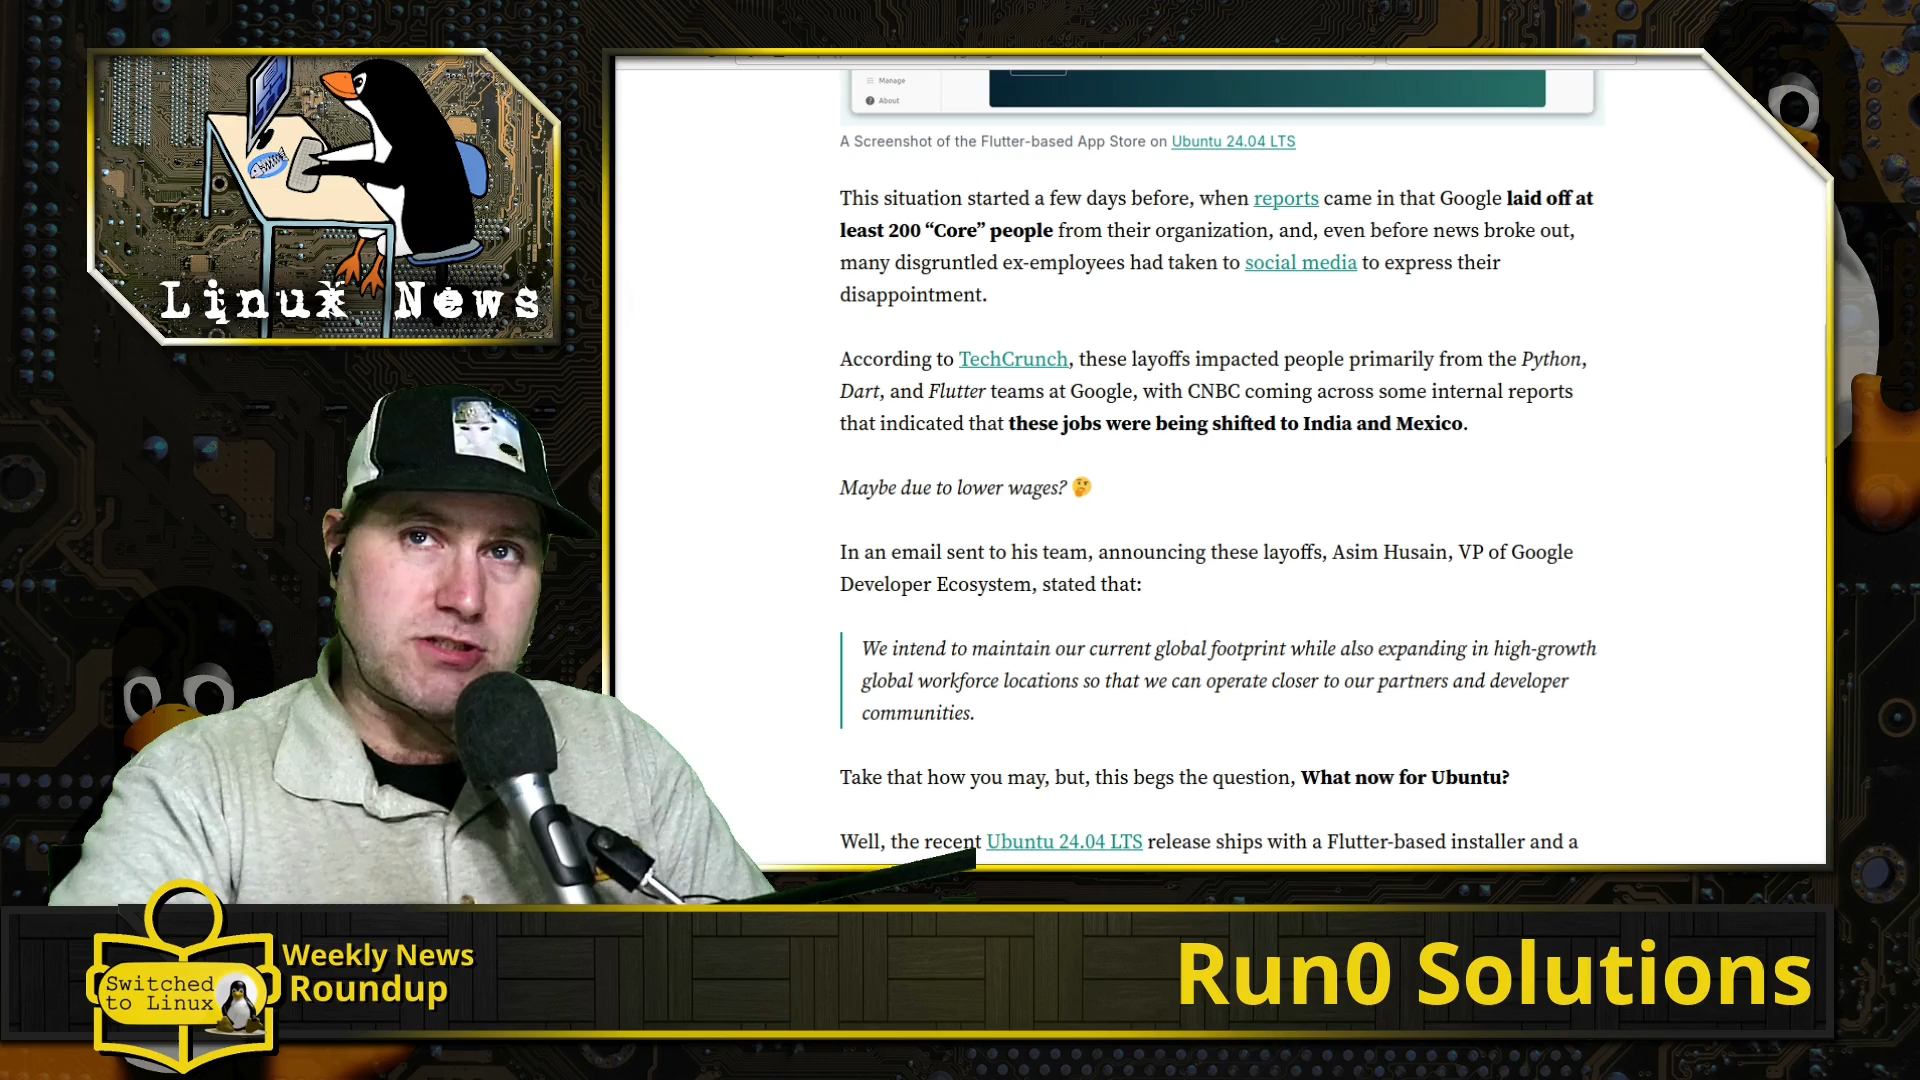 Linux News
Manage
About
A Screenshot of the Flutter-based App Store on Ubuntu 24.04 LTS
This situation started a few days before, when reports came in that Google laid off at
least 200 “Core” people from their organization, and, even before news broke out,
many disgruntled ex-employees had taken to social media to express their
disappointment.
According to TechCrunch, these layoffs impacted people primarily from the Python,
Dart, and Flutter teams at Google, with CNBC coming across some internal reports
that indicated that these jobs were being shifted to India and Mexico.
Maybe due to lower wages? 🤔
In an email sent to his team, announcing these layoffs, Asim Husain, VP of Google
Developer Ecosystem, stated that:
We intend to maintain our current global footprint while also expanding in high-growth
global workforce locations so that we can operate closer to our partners and developer
communities.
Take that how you may, but, this begs the question, What now for Ubuntu?
Well, the recent Ubuntu 24.04 LTS release ships with a Flutter-based installer and a
Switched
to Linux
Weekly News
Roundup
Run0 Solutions